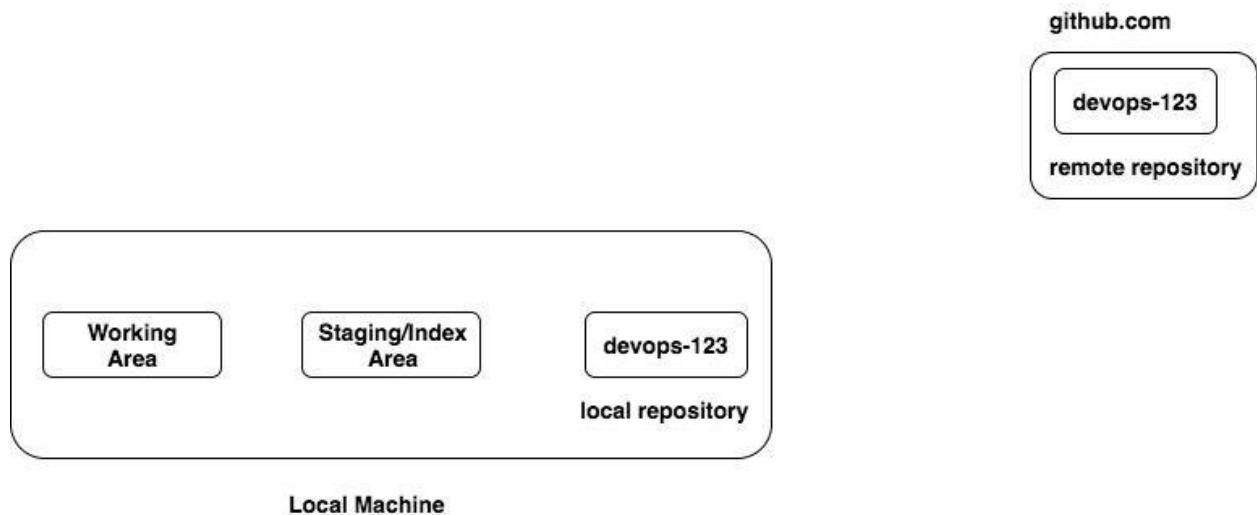 github.com
devops-123
remote repository
Working
Area
Staging/Index
Area
devops-123
local repository
Local Machine